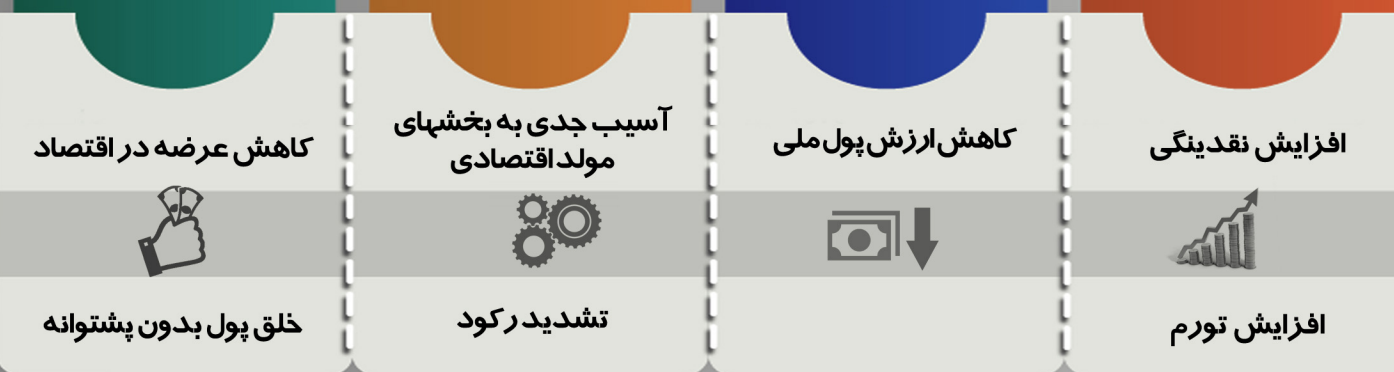 افزایش نقدینگی
افزایش تورم
کاهش ارزش پول ملی
آسیب جدی به بخشهای
مولد اقتصادی
تشدید رکود
کاهش عرضه در اقتصاد
خلق پول بدون پشتوانه